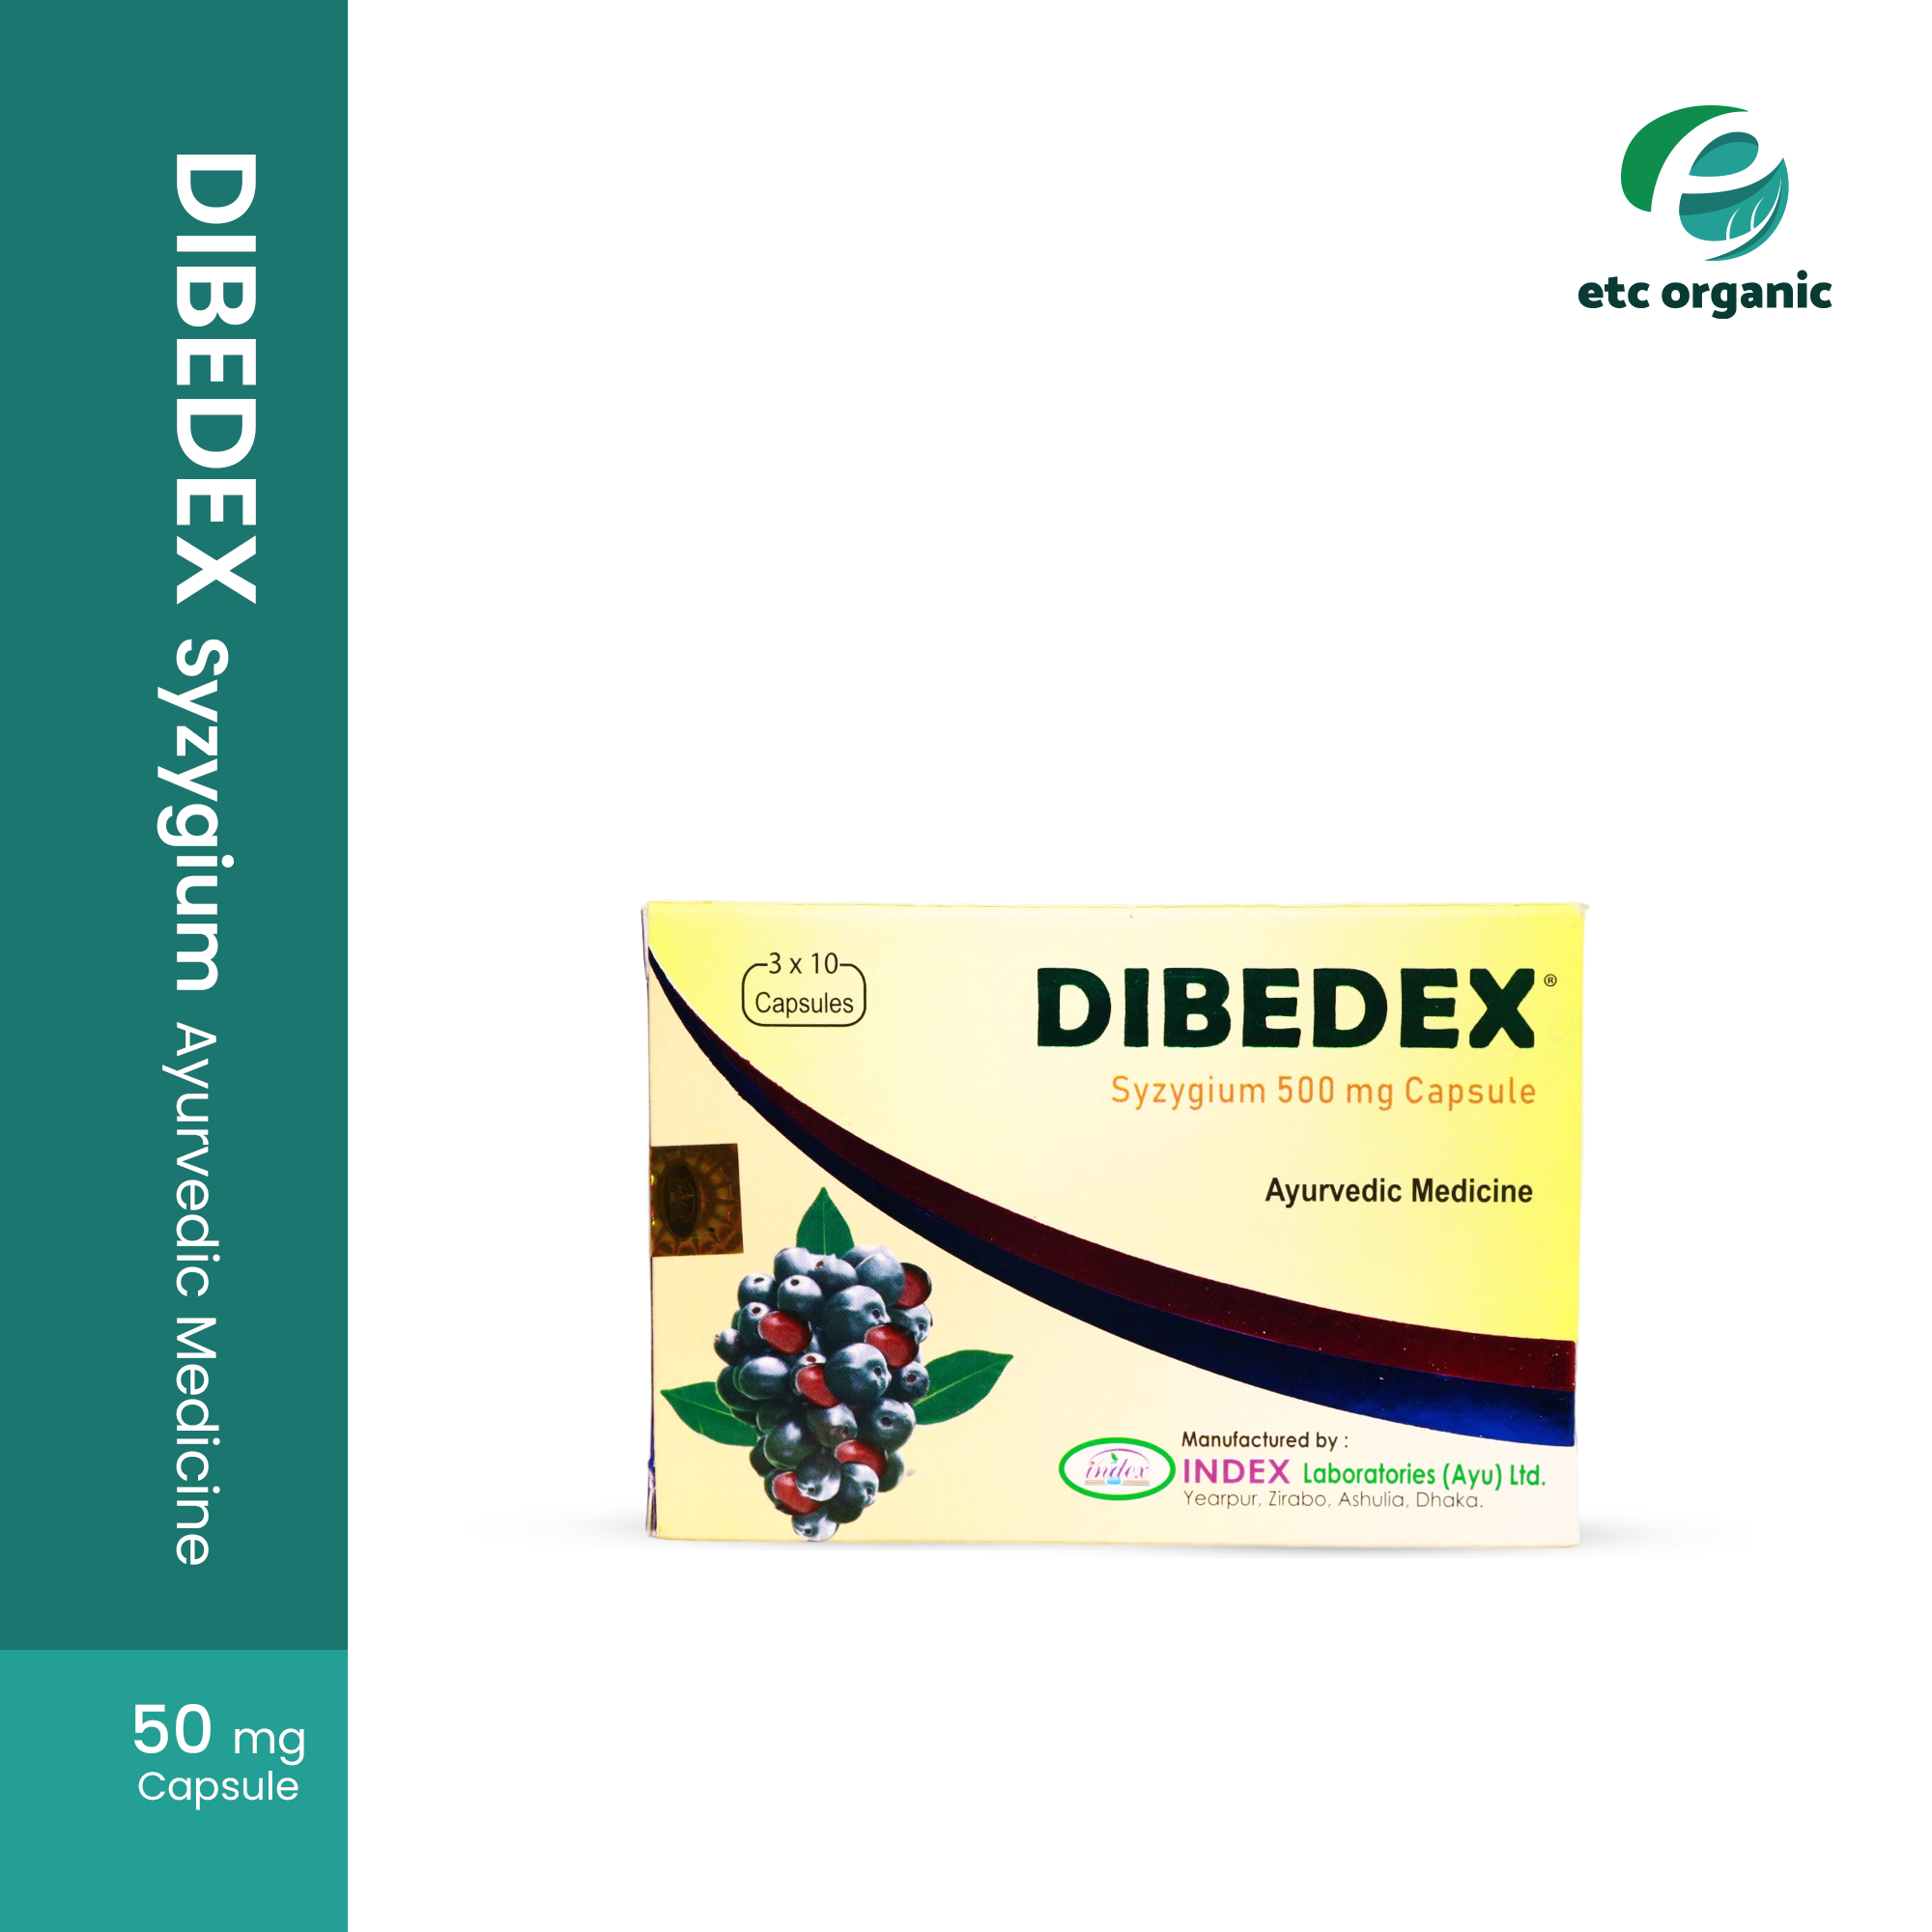 DIBEDEX syzygium Ayurvedic Medicine
50 mg
Capsule
etc organic
3 x 10
Capsules
DIBEDEX®
Syzygium 500 mg Capsule
Ayurvedic Medicine
index
Manufactured by :
INDEX Laboratories (Ayu) Ltd.
Yearpur, Zirabo, Ashulia, Dhaka.